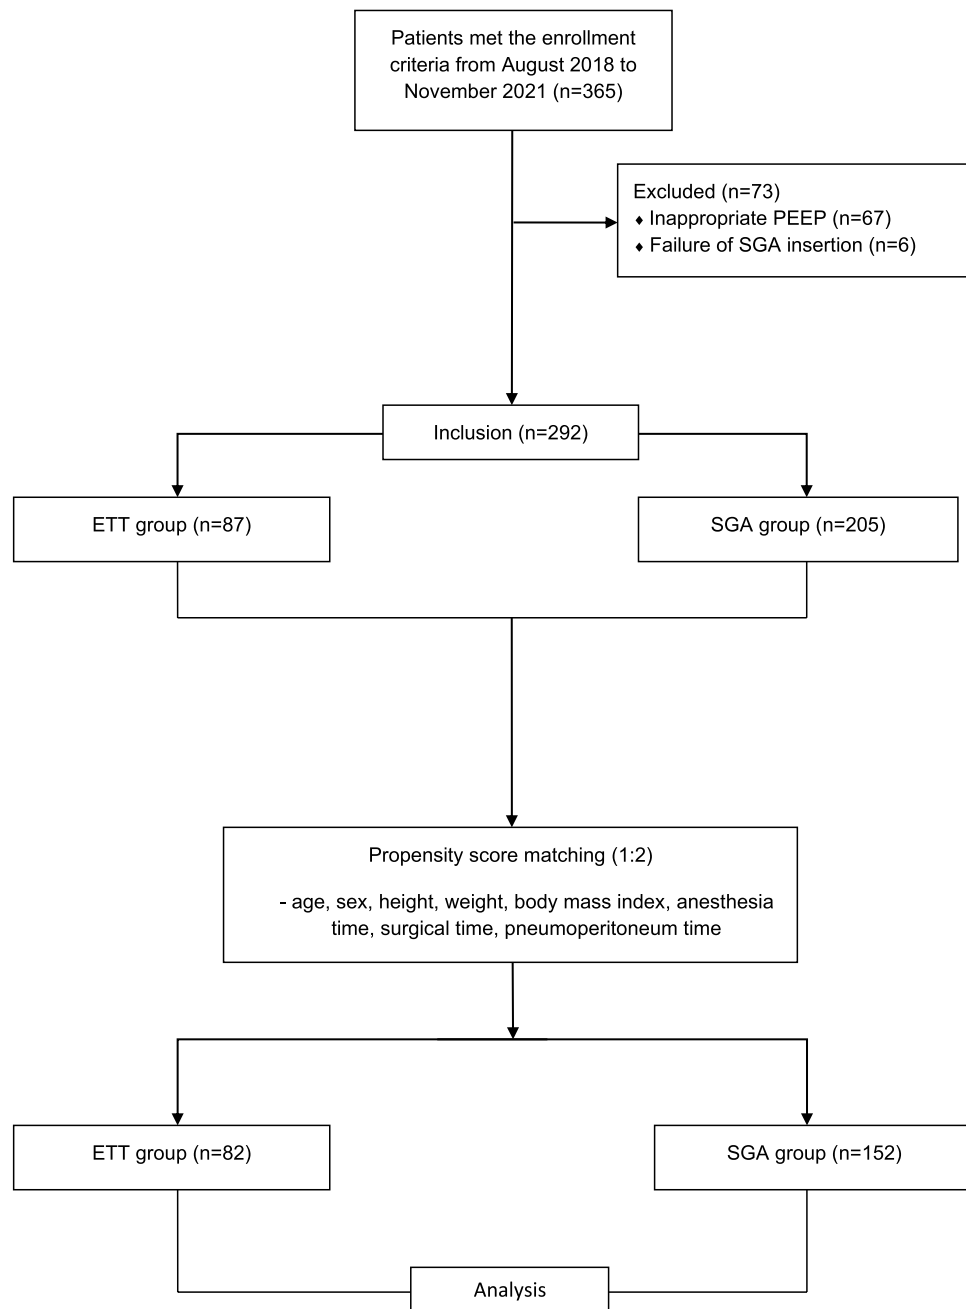 Patients met the enrollment
criteria from August 2018 to
November 2021 (n=365)
Excluded (n=73)
♦ Inappropriate PEEP (n=67)
♦ Failure of SGA insertion (n=6)
Inclusion (n=292)
ETT group (n=87)
SGA group (n=205)
Propensity score matching (1:2)
- age, sex, height, weight, body mass index, anesthesia
time, surgical time, pneumoperitoneum time
ETT group (n=82)
SGA group (n=152)
Analysis